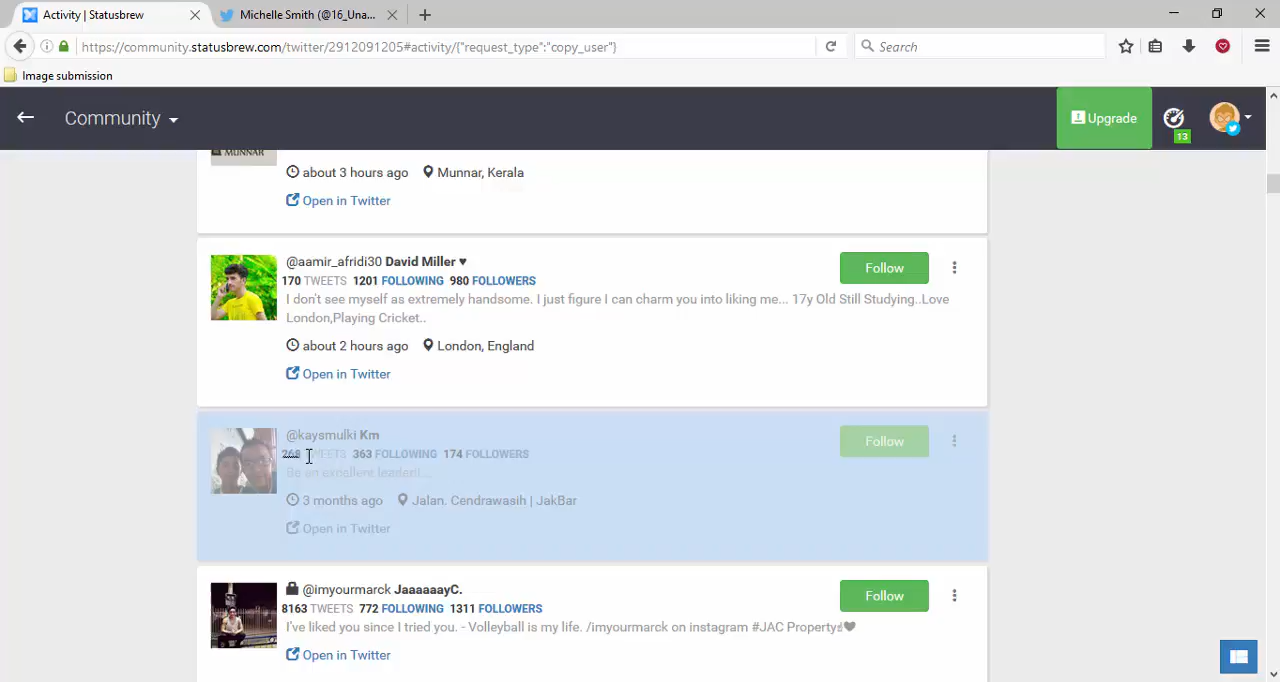 Activity | Statusbrew
Michelle Smith (@16_Una...
https://community.statusbrew.com/twitter/2912091205#activity/{"request_type":"copy_user"}
Search
Image submission
Community
Upgrade
13
MUNNAR
about 3 hours ago Munnar, Kerala
Open in Twitter
@aamir_afridi30 David Miller ♥
Follow
170 TWEETS 1201 FOLLOWING 980 FOLLOWERS
I don't see myself as extremely handsome. I just figure I can charm you into liking me... 17y Old Still Studying..Love
London,Playing Cricket..
about 2 hours ago London, England
Open in Twitter
@kaysmulki Km
Follow
268 TWEETS 363 FOLLOWING 174 FOLLOWERS
Be an excellent leader!...
3 months ago Jalan. Cendrawasih | JakBar
Open in Twitter
@imyourmarck JaaaaaayC.
Follow
8163 TWEETS 772 FOLLOWING 1311 FOLLOWERS
I've liked you since I tried you. - Volleyball is my life. /imyourmarck on instagram #JAC Property✌❤
Open in Twitter